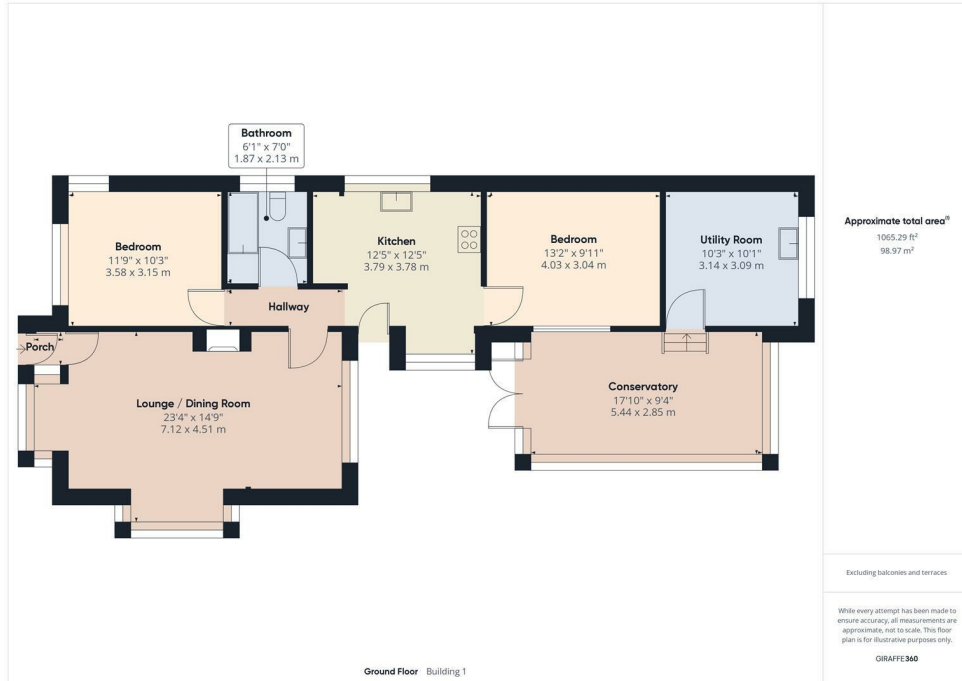 Bathroom
6'1" x 7'0"
1.87 x 2.13 m
Bedroom
11'9" x 10'3"
3.58 x 3.15 m
Kitchen
12'5" x 12'5"
3.79 x 3.78 m
Bedroom
13'2" x 9'11"
4.03 x 3.04 m
Utility Room
10'3" x 10'1"
3.14 x 3.09 m
Hallway
Porch
Lounge / Dining Room
23'4" x 14'9"
7.12 x 4.51 m
Conservatory
17'10" x 9'4"
5.44 x 2.85 m
Ground Floor Building 1
Approximate total area⁽¹⁾
1065.29 ft²
98.97 m²
Excluding balconies and terraces
While every attempt has been made to
ensure accuracy, all measurements are
approximate, not to scale. This floor
plan is for illustrative purposes only.
GIRAFFE360